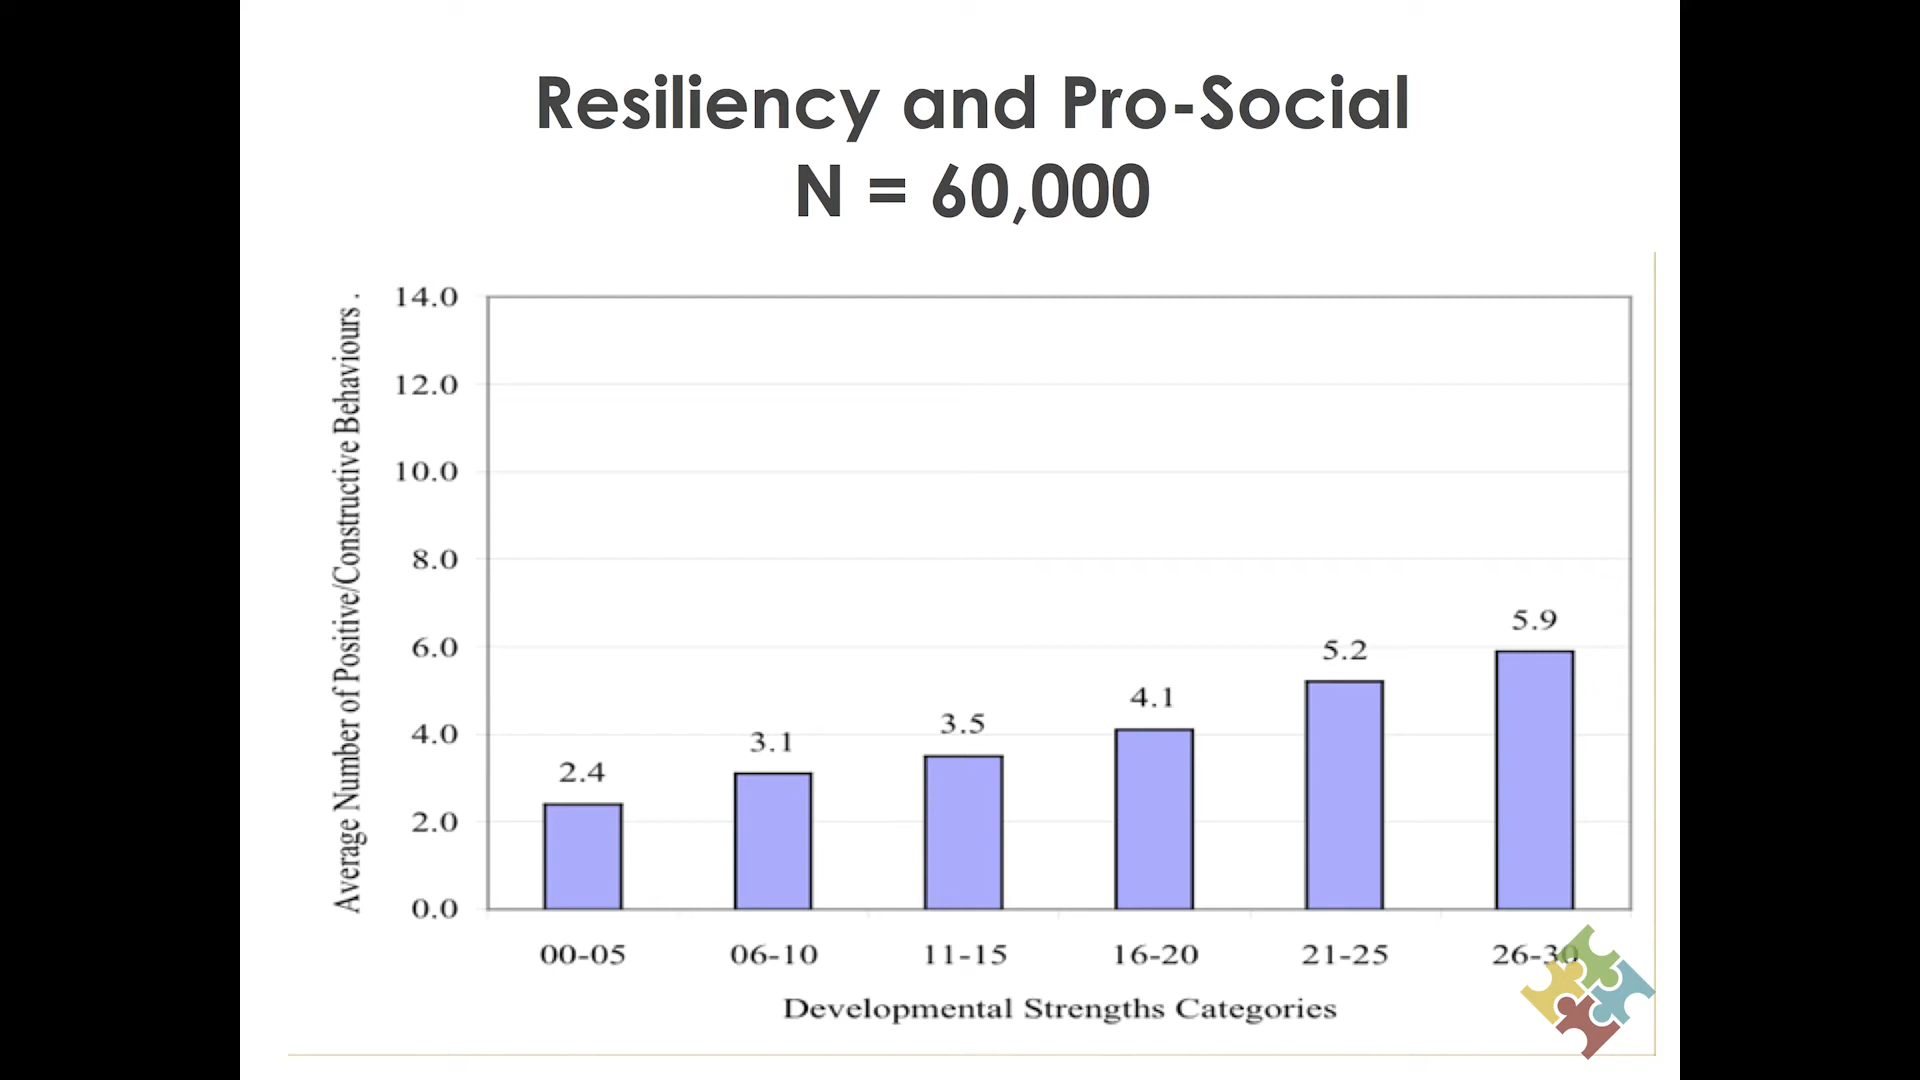 Resiliency and Pro-Social
N = 60,000
Average Number of Positive/Constructive Behaviours .
14.0
12.0
10.0
8.0
6.0
4.0
2.0
0.0
2.4
3.1
3.5
4.1
5.2
5.9
00-05 06-10 11-15 16-20 21-25 26-30
Developmental Strengths Categories